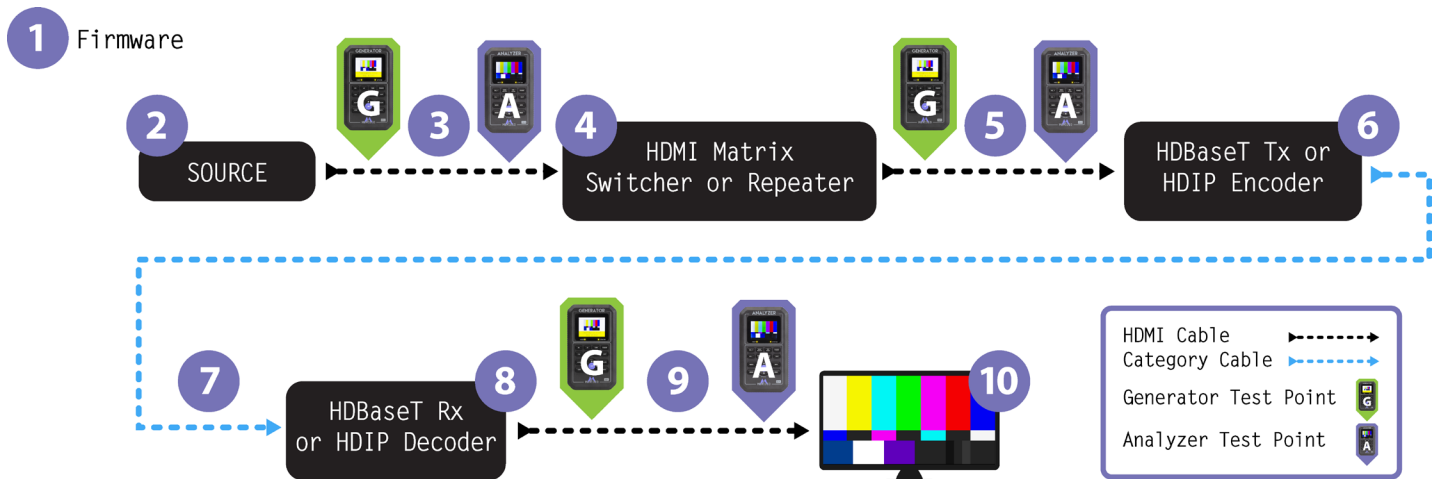 1 Firmware
GENERATOR
G
3
ANALYZER
A
GENERATOR
G
5
ANALYZER
A
2
SOURCE
4
HDMI Matrix
Switcher or Repeater
6
HDBaseT Tx or
HDIP Encoder
7
8
HDBaseT Rx
or HDIP Decoder
GENERATOR
G
9
ANALYZER
A
10
HDMI Cable
Category Cable
Generator Test Point
G
Analyzer Test Point
A